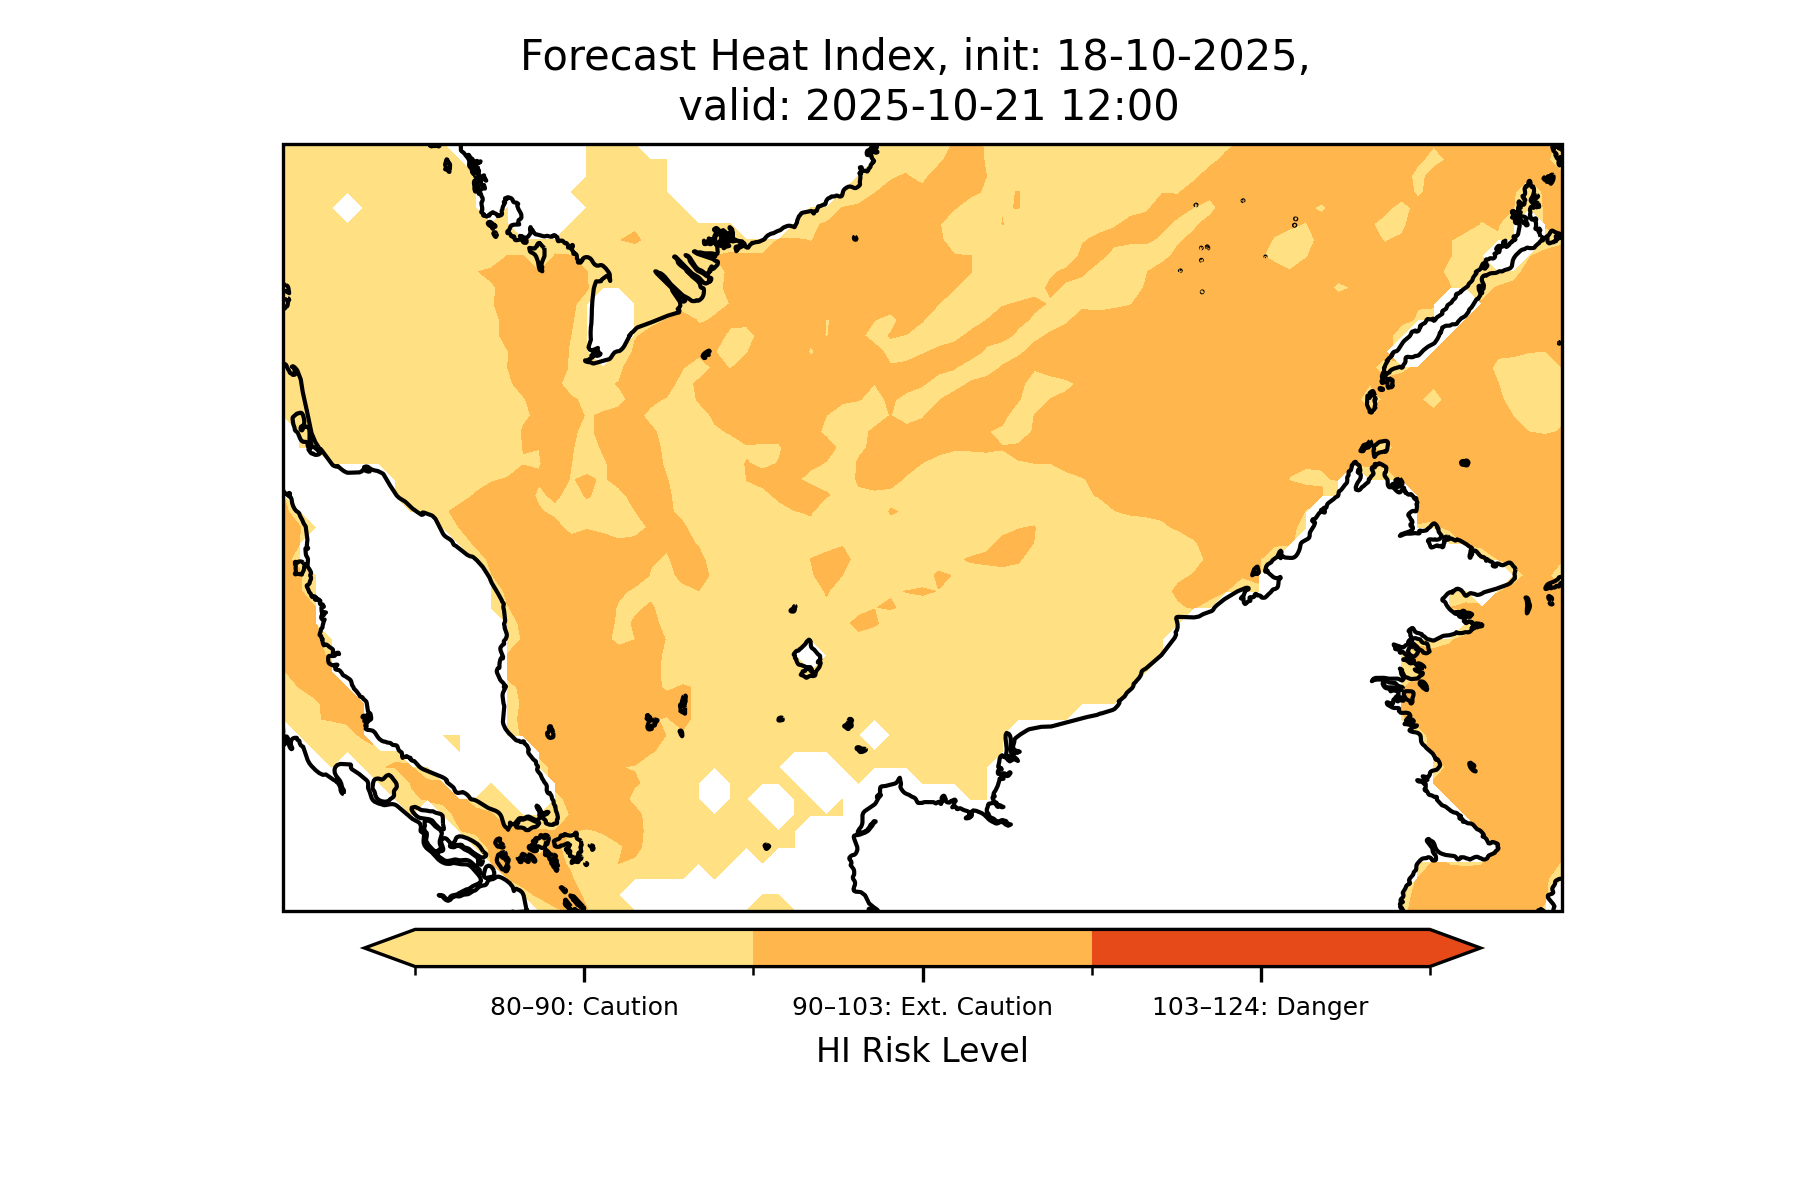 Forecast Heat Index, init: 18-10-2025,
valid: 2025-10-21 12:00
80–90: Caution
90–103: Ext. Caution
103–124: Danger
HI Risk Level